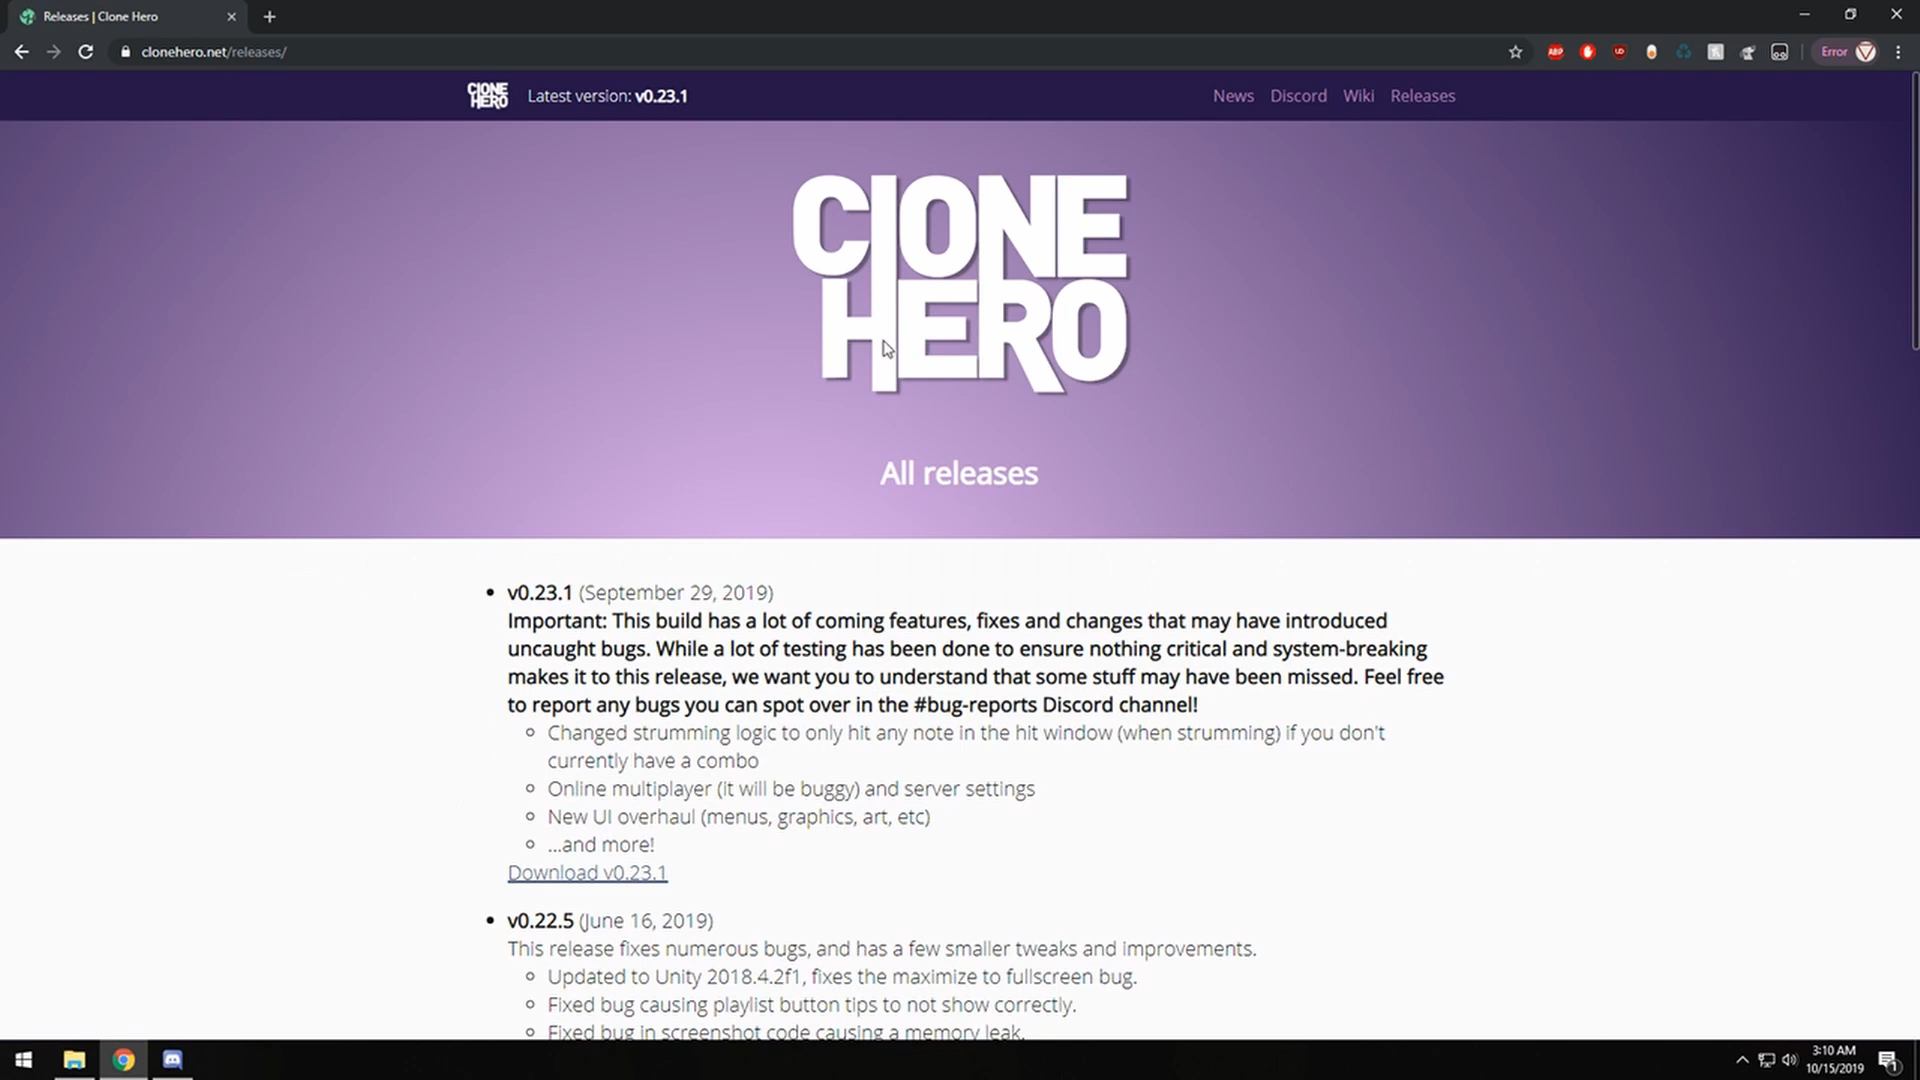 Releases | Clone Hero
clonehero.net/releases/
ABP
UD
Error
CLONE
HERO
Latest version: v0.23.1
News Discord Wiki Releases
CLONE
HERO
All releases
• v0.23.1 (September 29, 2019)
Important: This build has a lot of coming features, fixes and changes that may have introduced
uncaught bugs. While a lot of testing has been done to ensure nothing critical and system-breaking
makes it to this release, we want you to understand that some stuff may have been missed. Feel free
to report any bugs you can spot over in the #bug-reports Discord channel!
Changed strumming logic to only hit any note in the hit window (when strumming) if you don't
currently have a combo
Online multiplayer (it will be buggy) and server settings
New UI overhaul (menus, graphics, art, etc)
...and more!
Download v0.23.1
• v0.22.5 (June 16, 2019)
This release fixes numerous bugs, and has a few smaller tweaks and improvements.
Updated to Unity 2018.4.2f1, fixes the maximize to fullscreen bug.
Fixed bug causing playlist button tips to not show correctly.
Fixed bug in screenshot code causing a memory leak.
3:10 AM
10/15/2019
1